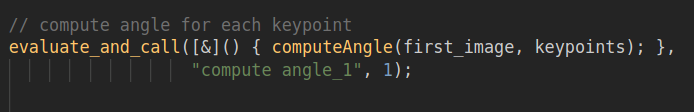 // compute angle for each keypoint
evaluate_and_call([&]() { computeAngle(first_image, keypoints); },
"compute angle_1", 1);